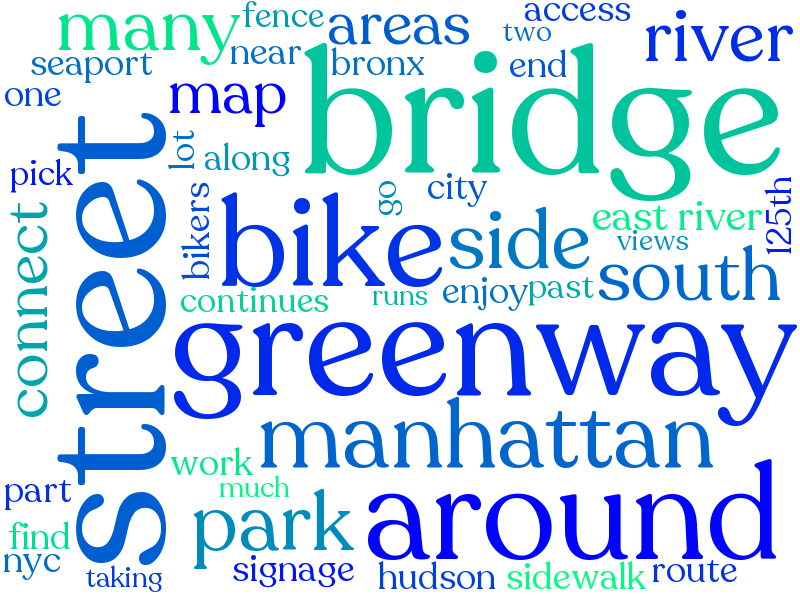 many
fence
areas
access
two
river
seaport
near
bronx
end
one
map
bridge
street
lot
along
pick
bikers
go
city
125th
connect
bike
side
east river
views
south
continues
runs
enjoy
past
greenway
manhattan
work
part
much
park
around
find
nyc
taking
signage
hudson
sidewalk
route